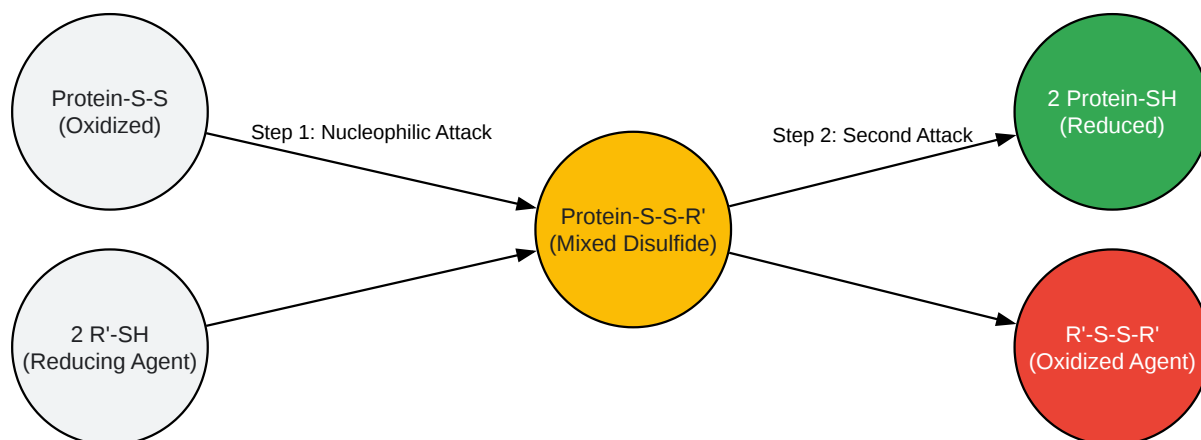 Protein-S-S
(Oxidized)
2 R'-SH
(Reducing Agent)
Step 1: Nucleophilic Attack
Protein-S-S-R'
(Mixed Disulfide)
Step 2: Second Attack
2 Protein-SH
(Reduced)
R'-S-S-R'
(Oxidized Agent)